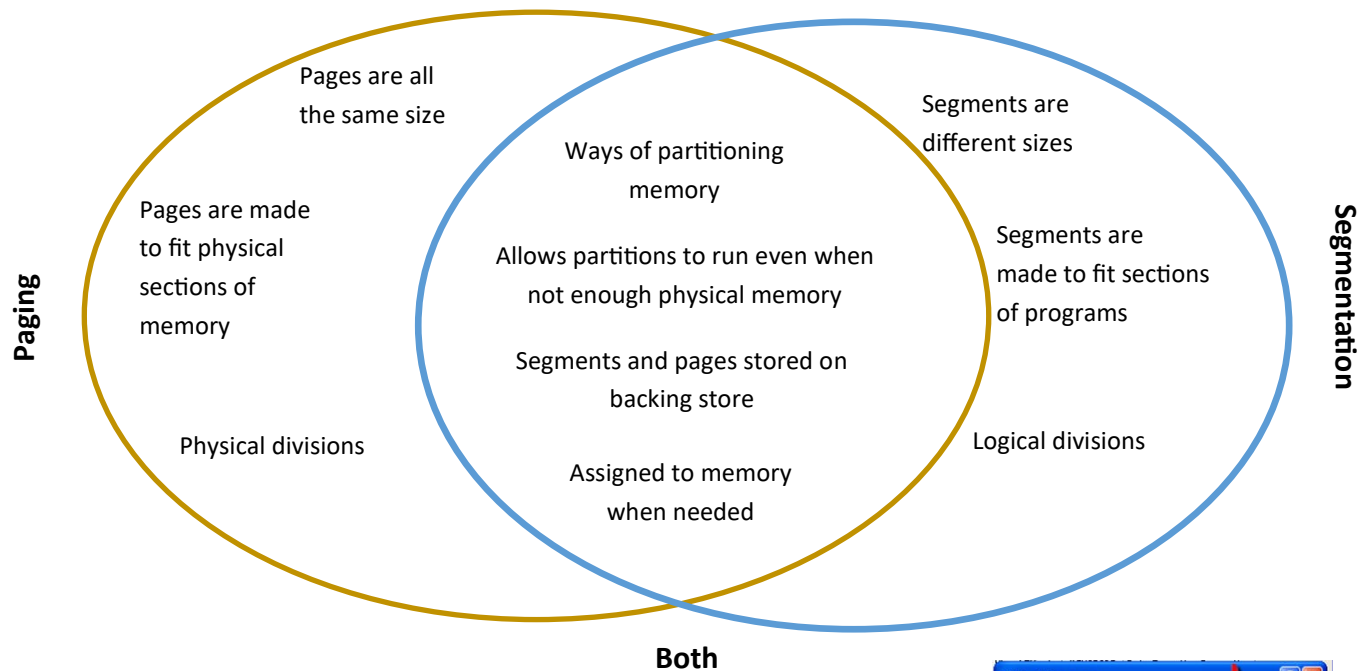 Pages are all
the same size
Segments are
different sizes
Ways of partitioning
memory
Pages are made
to fit physical
sections of
memory
Segments are
made to fit sections
of programs
Allows partitions to run even when
not enough physical memory
Paging
Segmentation
Segments and pages stored on
backing store
Physical divisions
Logical divisions
Assigned to memory
when needed
Both